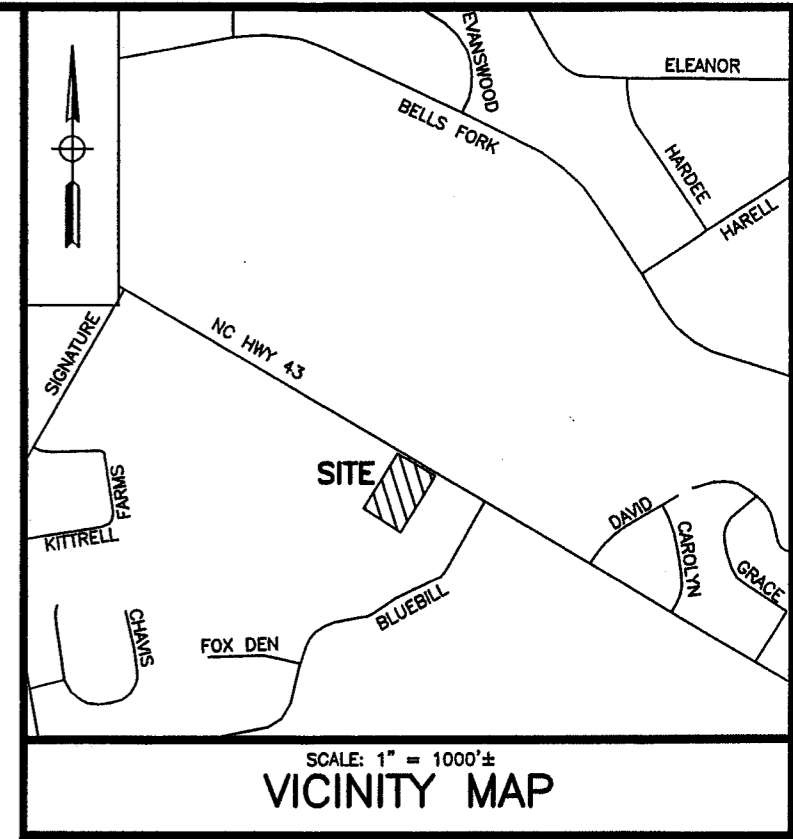 EVANSWOOD
ELEANOR
BELLS FORK
HARDEE
HARELL
SIGNATURE
NC HWY 43
SITE
FARMS
KITTRELL
DAVID
CAROLYN
GRACE
BLUEBILL
CHAVIS
FOX DEN
SCALE: 1" = 1000'±
VICINITY MAP